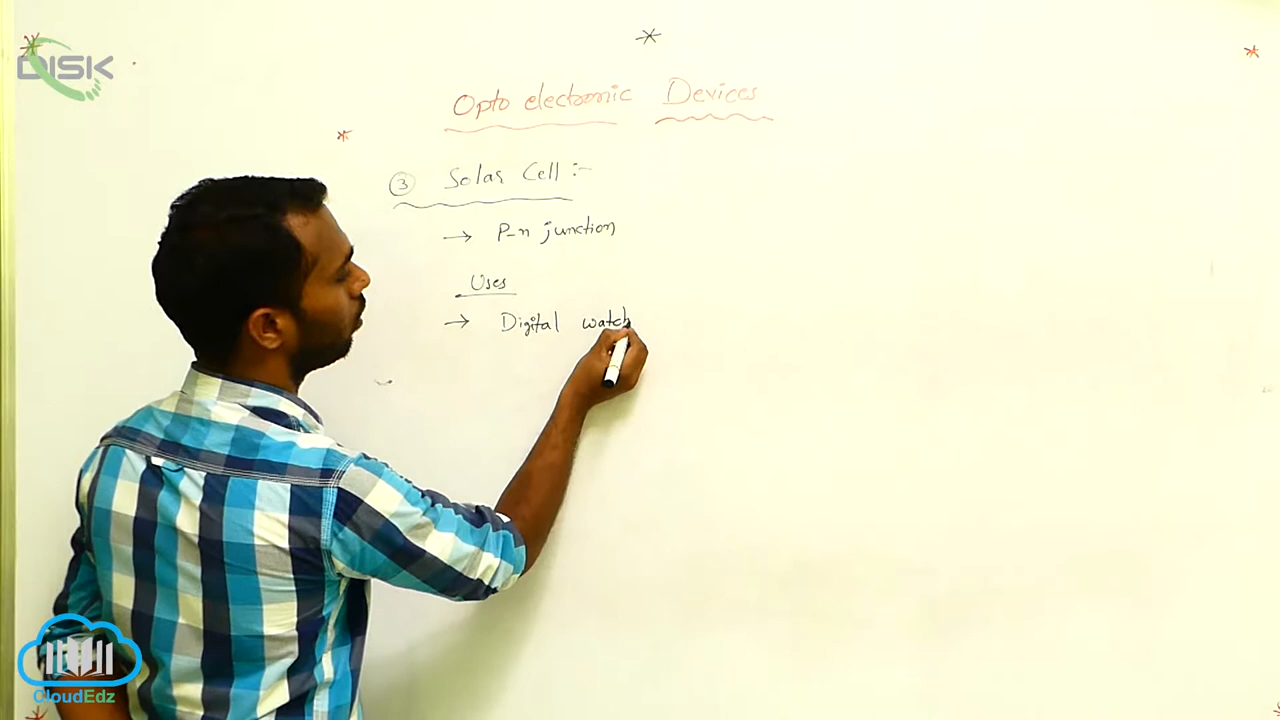 DISK
Opto electronic Devices
③ Solar Cell :-
→ P-n junction
Uses
→ Digital watch
CloudEdz